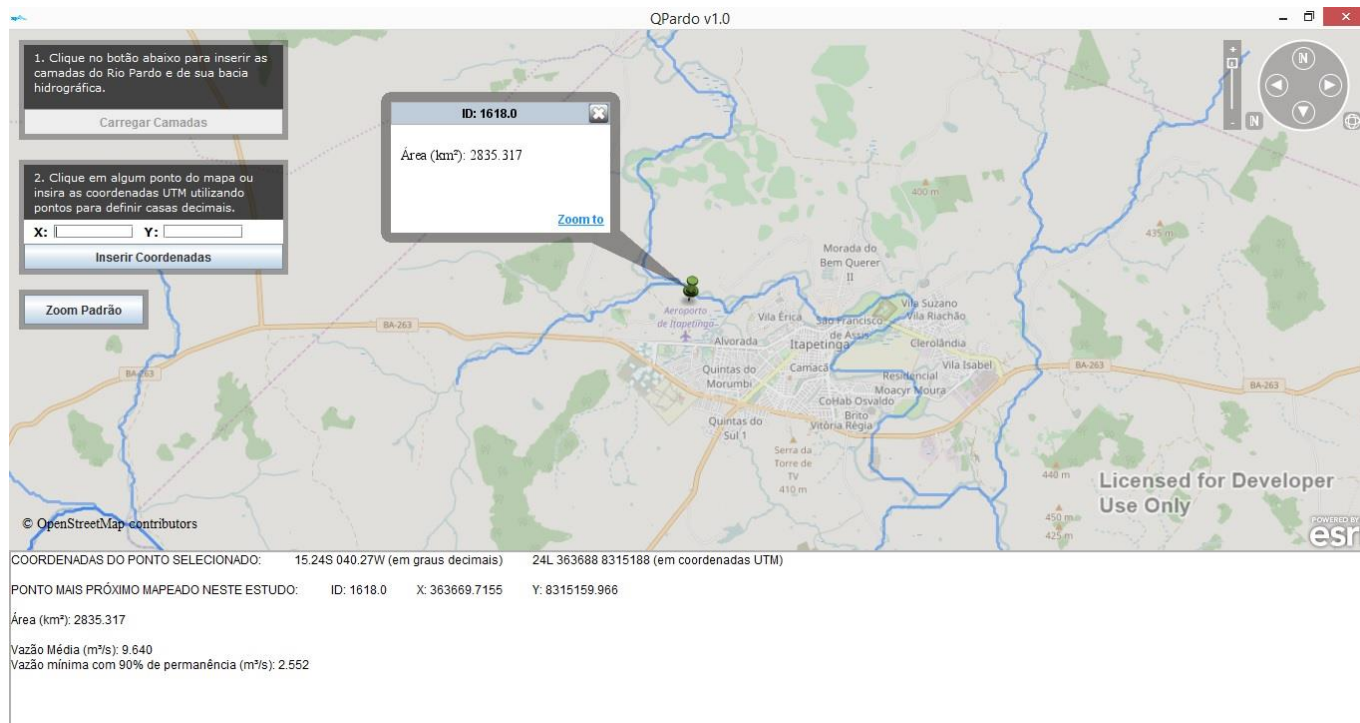 QPardo v1.0
1. Clique no botão abaixo para inserir as
camadas do Rio Pardo e de sua bacia
hidrográfica.
Carregar Camadas
2. Clique em algum ponto do mapa ou
insira as coordenadas UTM utilizando
pontos para definir casas decimais.
X: Y:
Inserir Coordenadas
Zoom Padrão
ID: 1618.0
Área (km²): 2835.317
Zoom to
N
N
400 m
435 m
Morada do
Bem Querer
II
Aeroporto
de Itapetinga
Vila Érica
São Francisco
de Assis
Vila Suzano
Vila Riachão
Alvorada
Itapetinga
Clerolândia
BA-263
BA-263
BA-263
BA-263
Quintas do
Morumbi
Camacã
Residencial
Moacyr Moura
Vila Isabel
CoHab Osvaldo
Brito
Quintas do
Sul 1
Vitória Régia
Serra da
Torre de
TV
410 m
440 m
450 m
425 m
Licensed for Developer
Use Only
© OpenStreetMap contributors
POWERED BY
esri
COORDENADAS DO PONTO SELECIONADO: 15.24S 040.27W (em graus decimais) 24L 363688 8315188 (em coordenadas UTM)
PONTO MAIS PRÓXIMO MAPEADO NESTE ESTUDO: ID: 1618.0 X: 363669.7155 Y: 8315159.966
Área (km²): 2835.317
Vazão Média (m³/s): 9.640
Vazão mínima com 90% de permanência (m³/s): 2.552